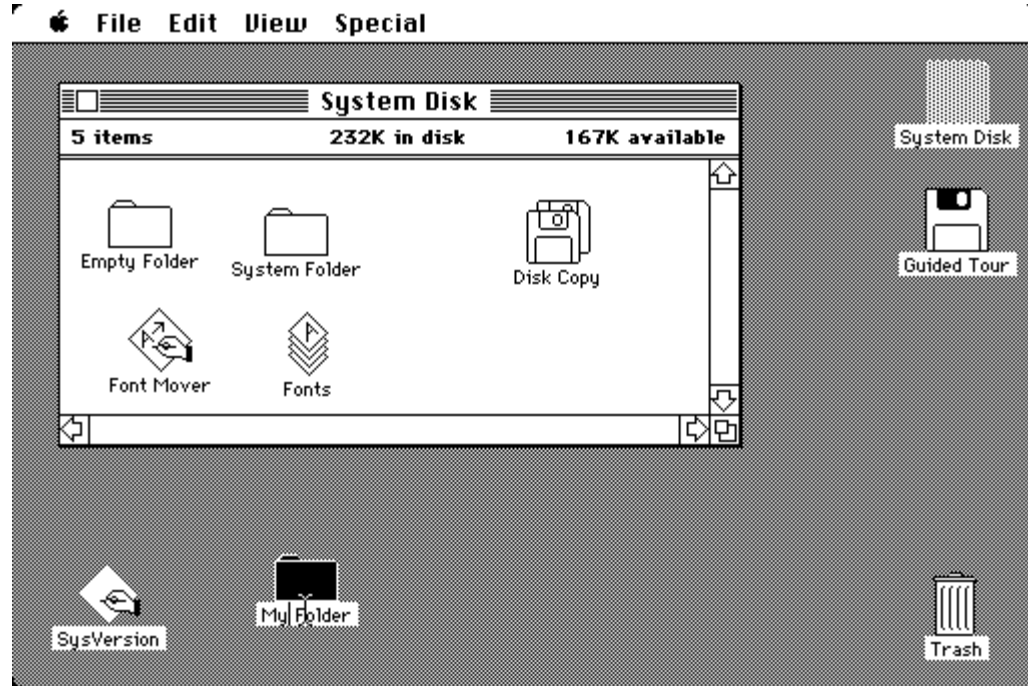 File Edit View Special
System Disk
5 items 232K in disk 167K available
Empty Folder System Folder Disk Copy
Font Mover Fonts
System Disk
Guided Tour
SysVersion
My Folder
Trash